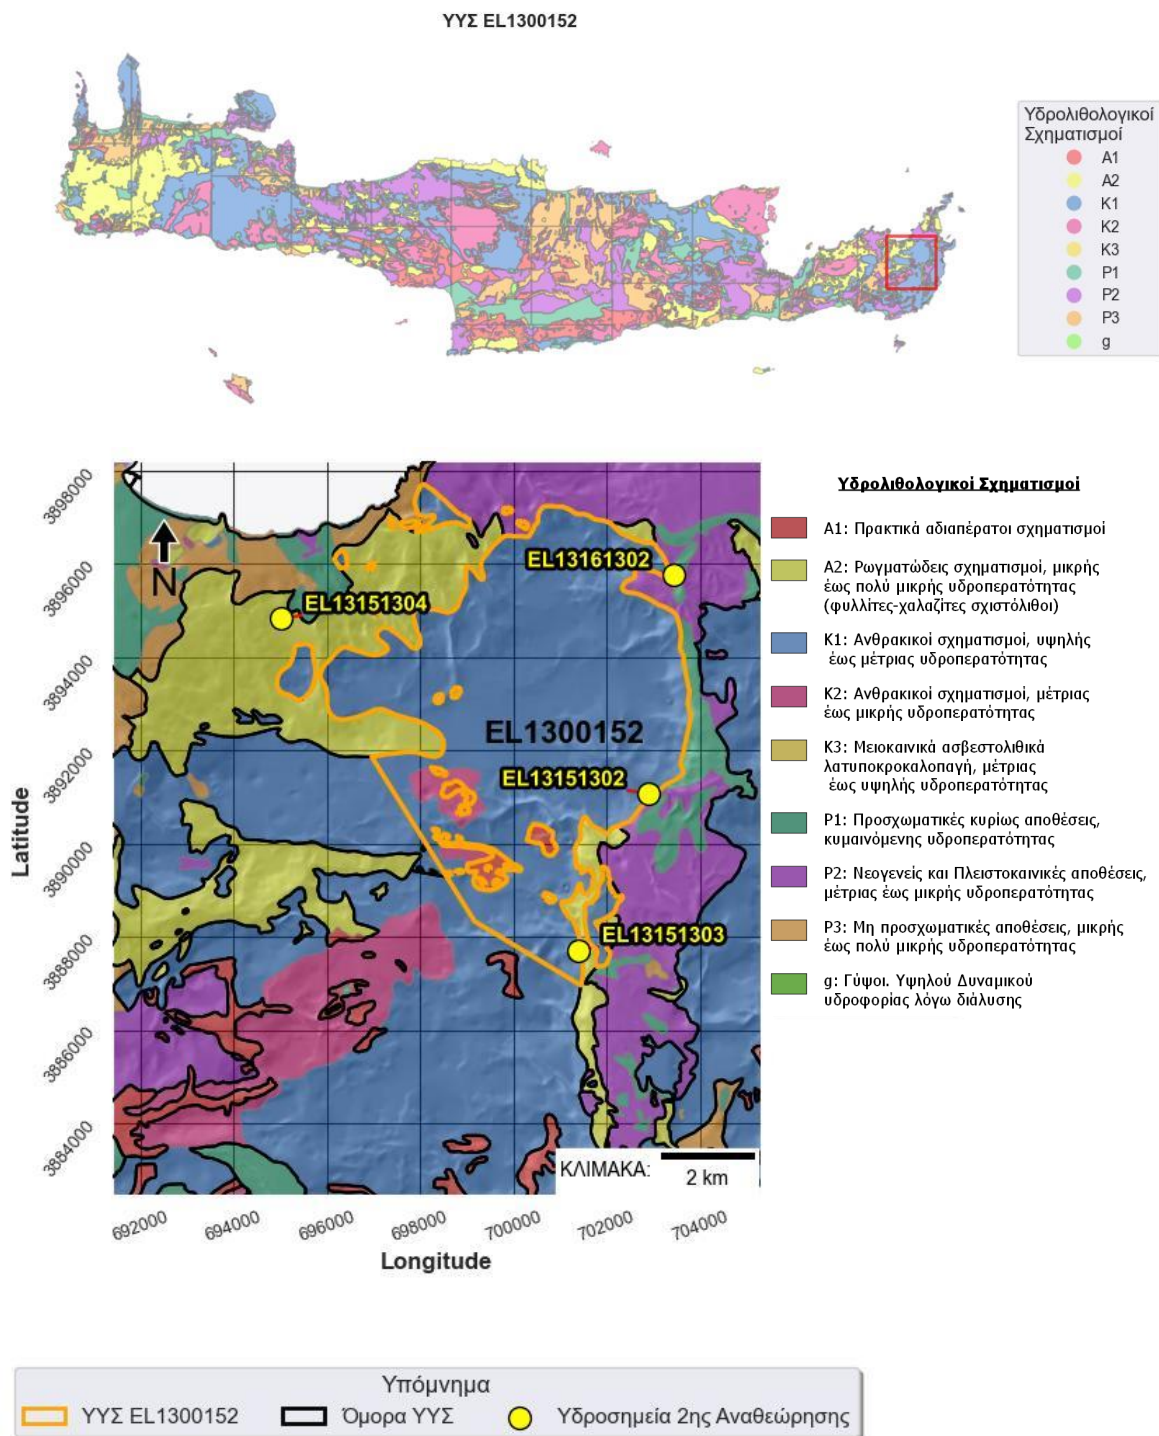 ΥΥΣ EL1300152
Υδρολιθολογικοί
Σχηματισμοί
A1
A2
K1
K2
K3
P1
P2
P3
g
Υδρολιθολογικοί Σχηματισμοί
A1: Πρακτικά αδιαπέρατοι σχηματισμοί
A2: Ρωγματώδεις σχηματισμοί, μικρής
έως πολύ μικρής υδροπερατότητας
(φυλλίτες-χαλαζίτες σχιστόλιθοι)
K1: Ανθρακικοί σχηματισμοί, υψηλής
έως μέτριας υδροπερατότητας
K2: Ανθρακικοί σχηματισμοί, μέτριας
έως μικρής υδροπερατότητας
K3: Μειοκαινικά ασβεστολιθικά
λατυποκροκαλοπαγή, μέτριας
έως υψηλής υδροπερατότητας
P1: Προσχωματικές κυρίως αποθέσεις,
κυμαινόμενης υδροπερατότητας
P2: Νεογενείς και Πλειστοκαινικές αποθέσεις,
μέτριας έως μικρής υδροπερατότητας
P3: Μη προσχωματικές αποθέσεις, μικρής
έως πολύ μικρής υδροπερατότητας
g: Γύψοι. Υψηλού Δυναμικού
υδροφορίας λόγω διάλυσης
Latitude
3898000
3896000
3894000
3892000
3890000
3888000
3886000
3884000
N
EL13161302
EL13151304
EL1300152
EL13151302
EL13151303
ΚΛΙΜΑΚΑ:
2 km
692000
694000
696000
698000
700000
702000
704000
Longitude
Υπόμνημα
ΥΥΣ EL1300152
Όμορα ΥΥΣ
Υδροσημεία 2ης Αναθεώρησης